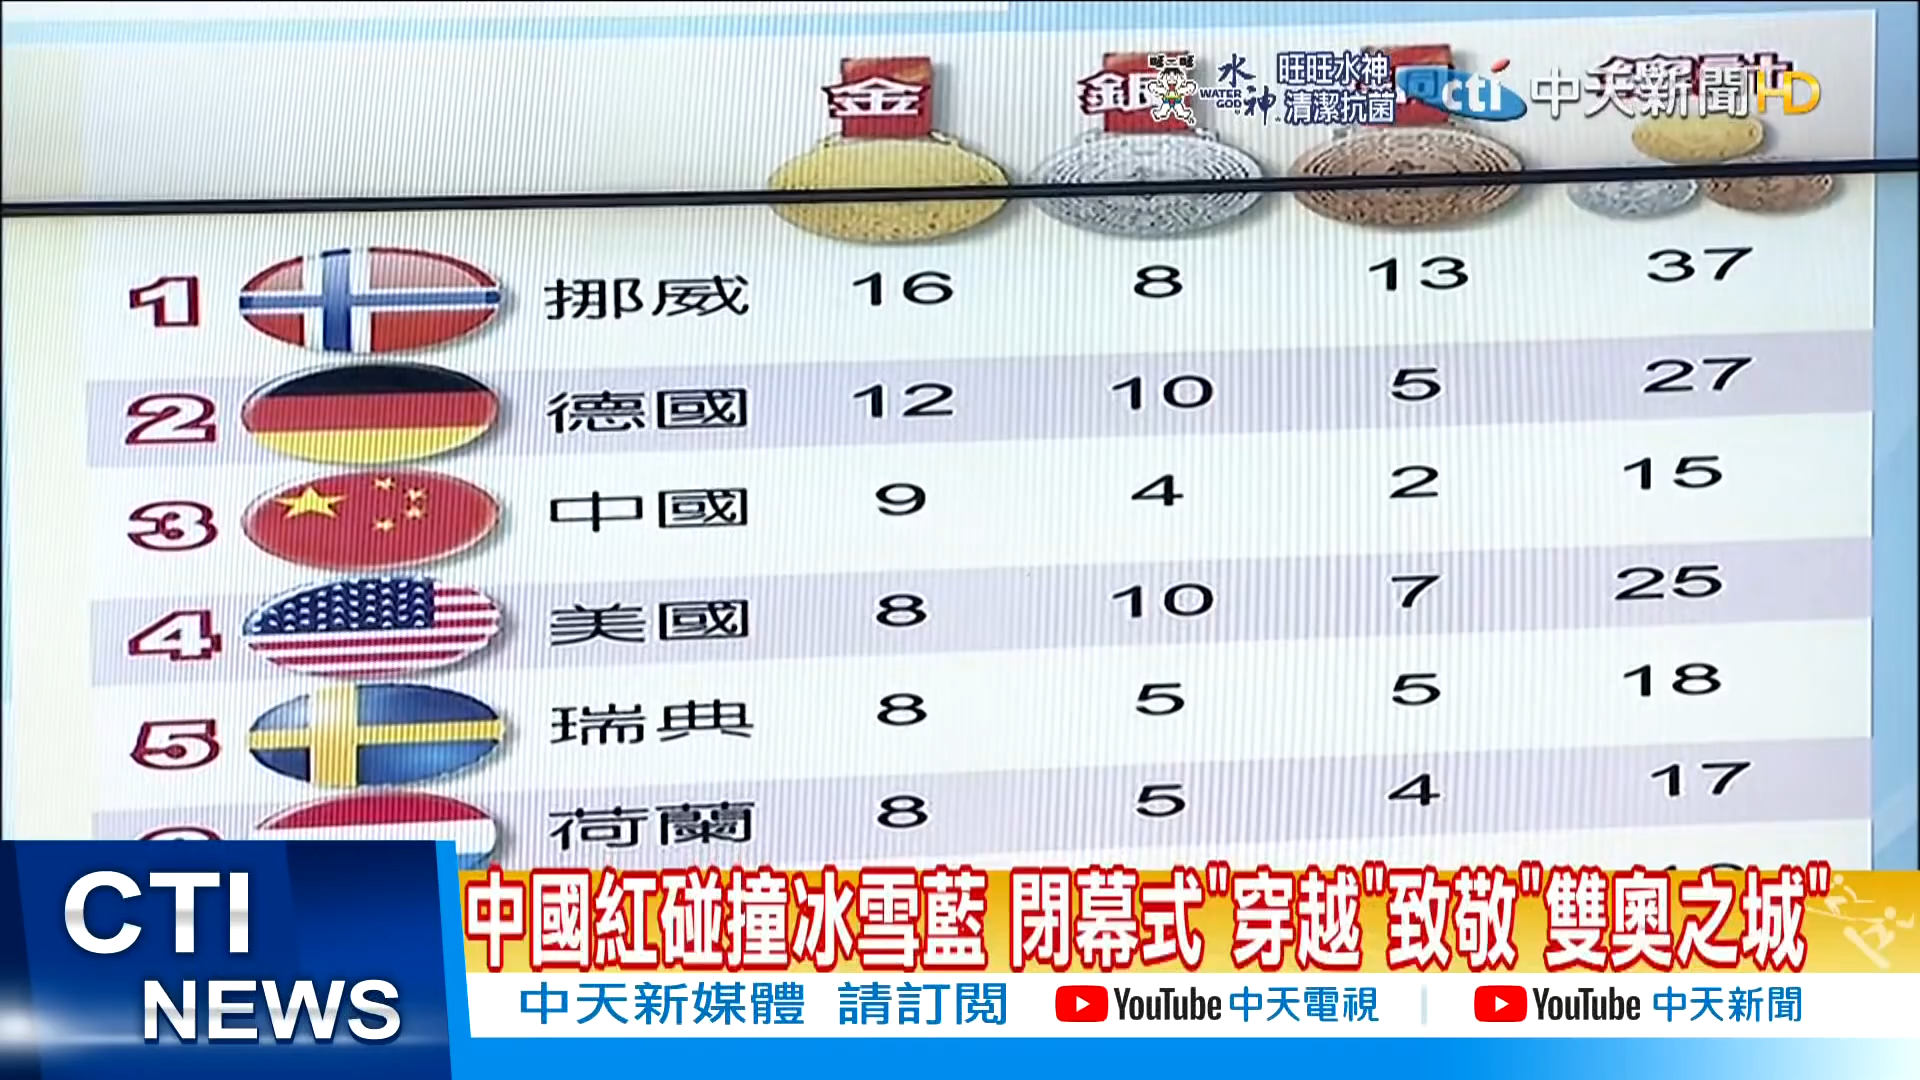 旺旺水神
水神
WATER GOD
清潔抗菌
cti 中天新聞HD
金 銀
1 挪威 16 8 13 37
2 德國 12 10 5 27
3 中國 9 4 2 15
4 美國 8 10 7 25
5 瑞典 8 5 5 18
荷蘭 8 5 4 17
CTI
NEWS
中國紅碰撞冰雪藍 閉幕式"穿越"致敬"雙奧之城"
中天新媒體 請訂閱 YouTube 中天電視 | YouTube 中天新聞